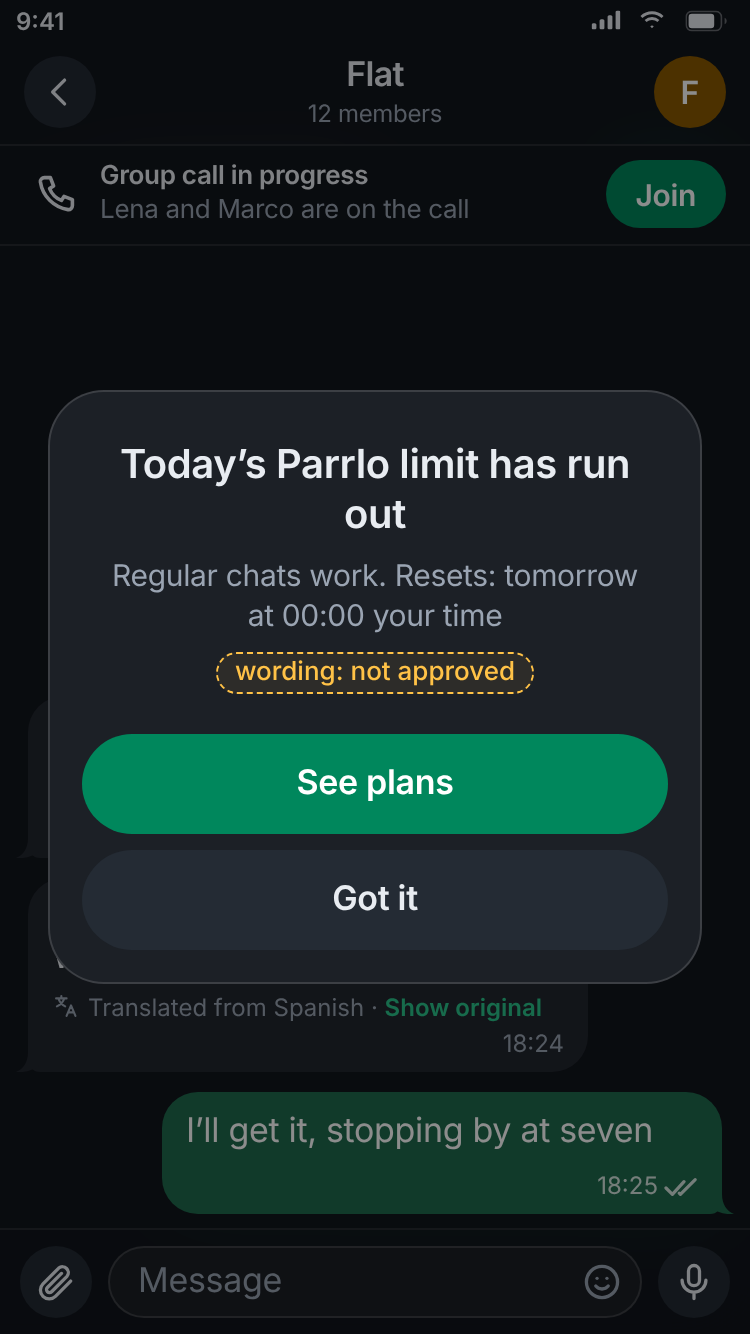 9:41
Flat
12 members
F
Group call in progress
Lena and Marco are on the call
Join
Today’s Parrlo limit has run
out
Regular chats work. Resets: tomorrow
at 00:00 your time
wording: not approved
See plans
Got it
Translated from Spanish · Show original
18:24
I’ll get it, stopping by at seven
18:25
Message